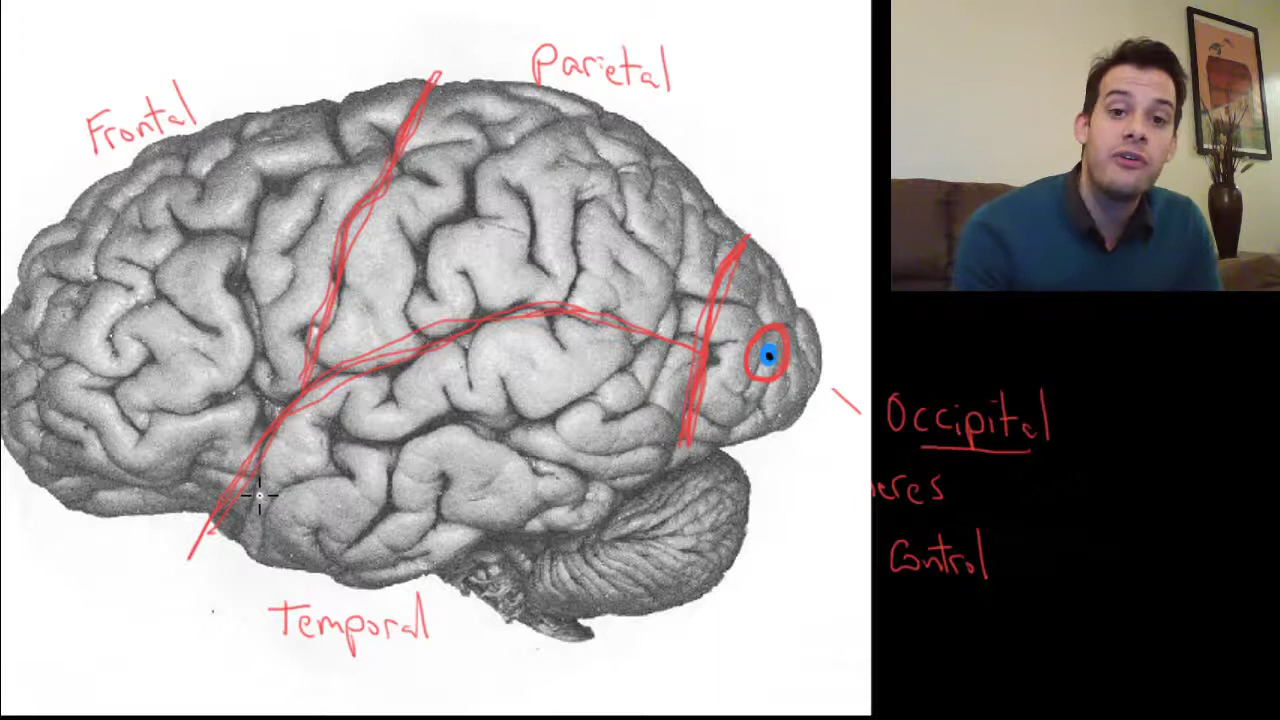 Frontal
Parietal
Temporal
Occipital
eres
Control